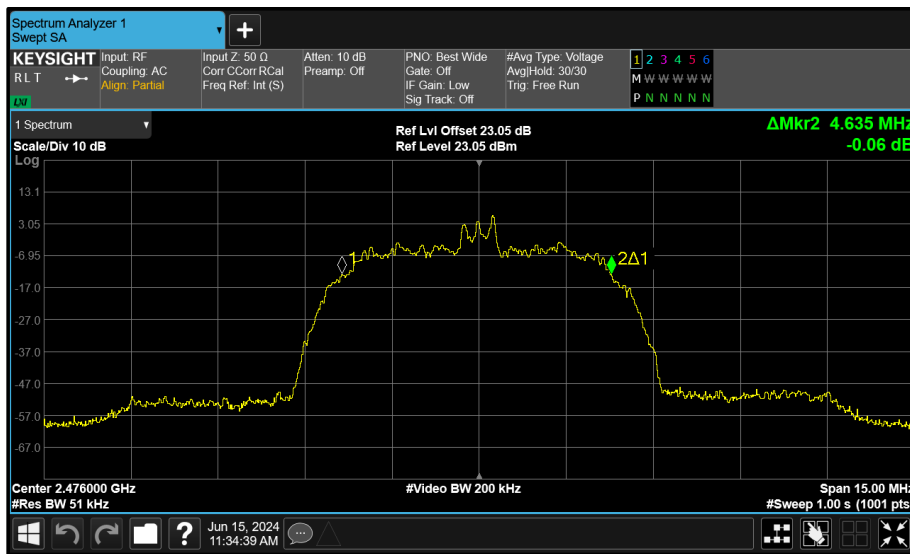 Spectrum Analyzer 1
Swept SA
KEYSIGHT
R L T
LXI
Input: RF
Coupling: AC
Align: Partial
Input Z: 50 Ω
Corr CCorr RCal
Freq Ref: Int (S)
Atten: 10 dB
Preamp: Off
PNO: Best Wide
Gate: Off
IF Gain: Low
Sig Track: Off
#Avg Type: Voltage
Avg|Hold: 30/30
Trig: Free Run
1 2 3 4 5 6
M W W W W W
P N N N N N
1 Spectrum
Scale/Div 10 dB
Log
Ref Lvl Offset 23.05 dB
Ref Level 23.05 dBm
ΔMkr2 4.635 MHz
-0.06 dB
13.1
3.05
-6.95
-17.0
-27.0
-37.0
-47.0
-57.0
-67.0
1
2Δ1
Center 2.476000 GHz
#Res BW 51 kHz
#Video BW 200 kHz
Span 15.00 MHz
#Sweep 1.00 s (1001 pts
Jun 15, 2024
11:34:39 AM